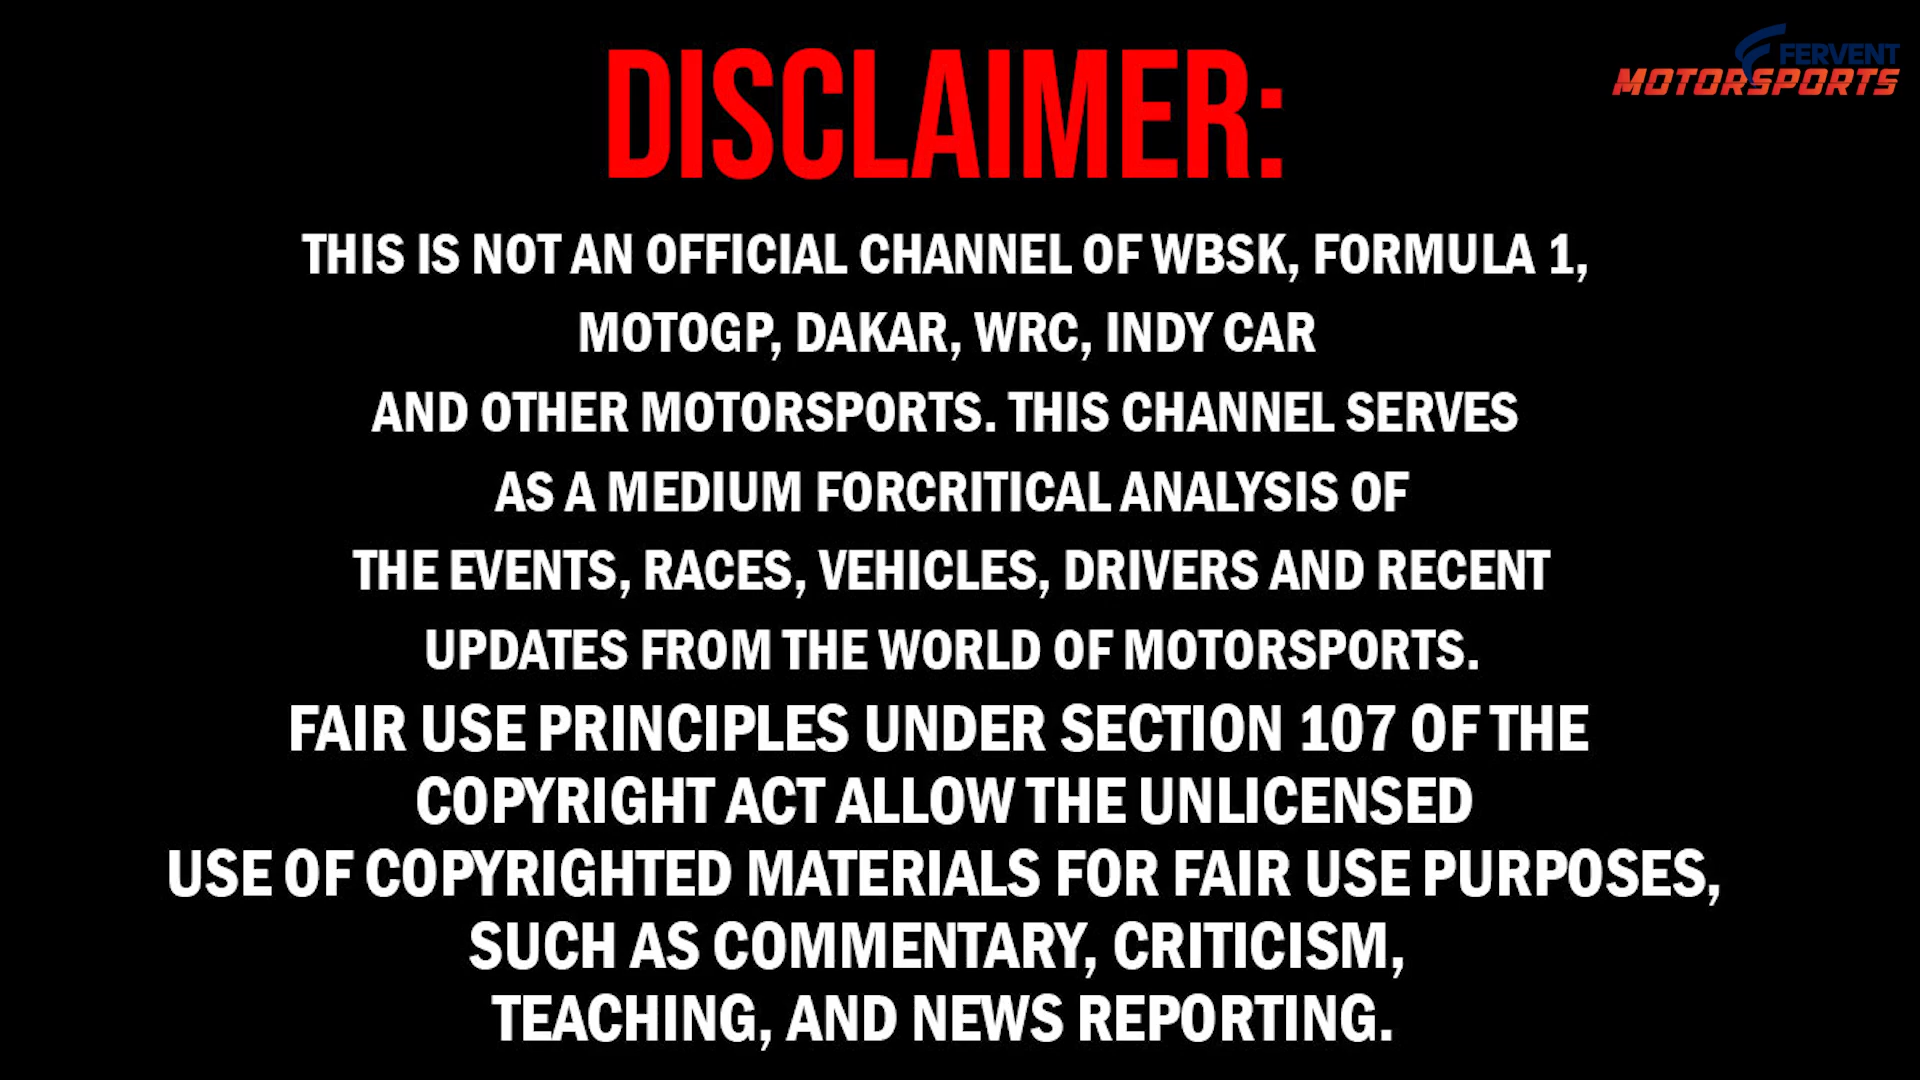 DISCLAIMER:
FERVENT
MOTORSPORTS
THIS IS NOT AN OFFICIAL CHANNEL OF WBSK, FORMULA 1,
MOTOGP, DAKAR, WRC, INDY CAR
AND OTHER MOTORSPORTS. THIS CHANNEL SERVES
AS A MEDIUM FORCRITICAL ANALYSIS OF
THE EVENTS, RACES, VEHICLES, DRIVERS AND RECENT
UPDATES FROM THE WORLD OF MOTORSPORTS.
FAIR USE PRINCIPLES UNDER SECTION 107 OF THE
COPYRIGHT ACT ALLOW THE UNLICENSED
USE OF COPYRIGHTED MATERIALS FOR FAIR USE PURPOSES,
SUCH AS COMMENTARY, CRITICISM,
TEACHING, AND NEWS REPORTING.